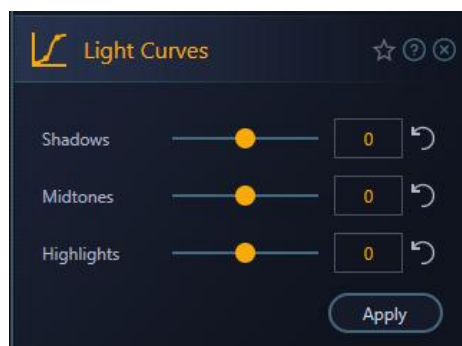 Light Curves
Shadows 0
Midtones 0
Highlights 0
Apply